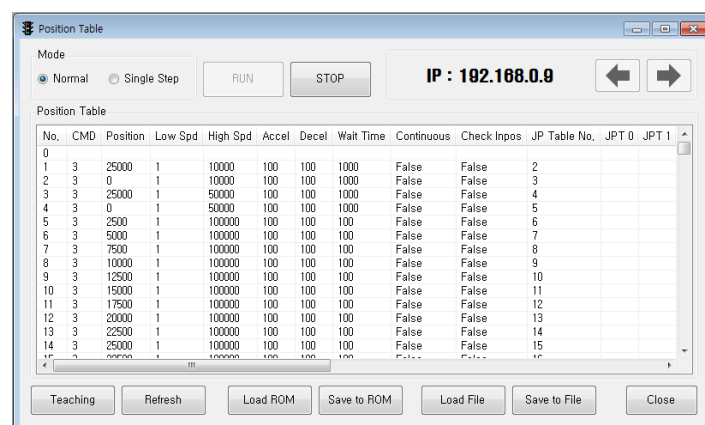 Position Table
Mode
Normal Single Step RUN STOP IP : 192.168.0.9
Position Table
No. CMD Position Low Spd High Spd Accel Decel Wait Time Continuous Check Inpos JP Table No. JPT 0 JPT 1
0
1 3 25000 1 10000 100 100 1000 False False 2
2 3 0 1 10000 100 100 1000 False False 3
3 3 25000 1 50000 100 100 1000 False False 4
4 3 0 1 50000 100 100 1000 False False 5
5 3 2500 1 100000 100 100 100 False False 6
6 3 5000 1 100000 100 100 100 False False 7
7 3 7500 1 100000 100 100 100 False False 8
8 3 10000 1 100000 100 100 100 False False 9
9 3 12500 1 100000 100 100 100 False False 10
10 3 15000 1 100000 100 100 100 False False 11
11 3 17500 1 100000 100 100 100 False False 12
12 3 20000 1 100000 100 100 100 False False 13
13 3 22500 1 100000 100 100 100 False False 14
14 3 25000 1 100000 100 100 100 False False 15
Teaching Refresh Load ROM Save to ROM Load File Save to File Close